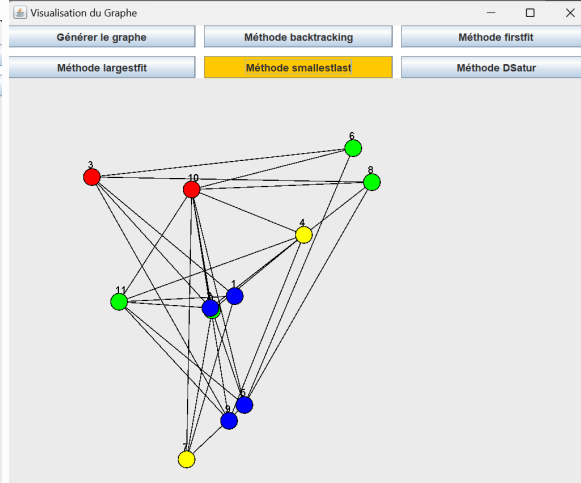 Visualisation du Graphe
Générer le graphe
Méthode backtracking
Méthode firstfit
Méthode largestfit
Méthode smallestlast
Méthode DSatur
6
3
8
10
4
1
11
9
7